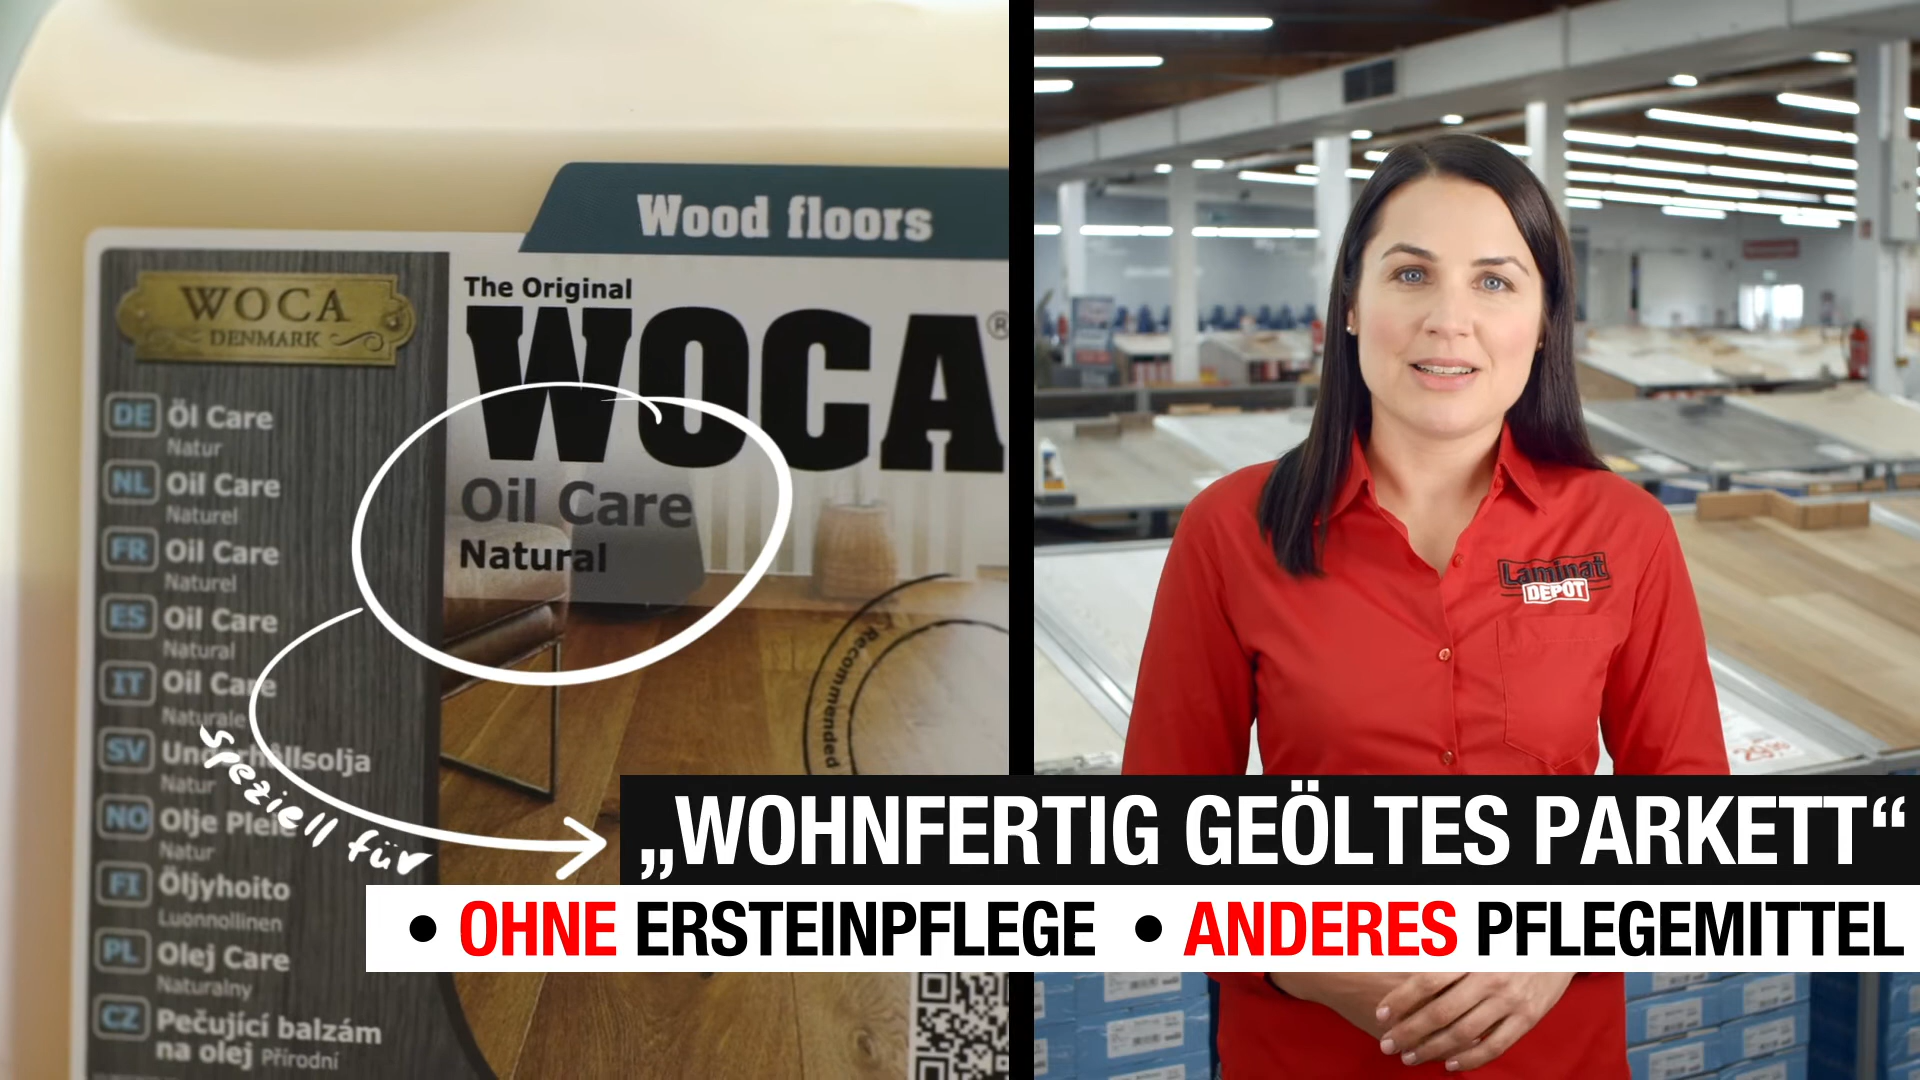 Wood floors
WOCA
DENMARK
The Original
WOCA®
Oil Care
Natural
DE Öl Care
Natur
NL Oil Care
Naturel
FR Oil Care
Naturel
ES Oil Care
Natural
IT Oil Care
Naturale
SV Underhållsolja
Natur
NO Olje Pleie
Natur
FI Öljyhoito
Luonnollinen
PL Olej Care
Naturalny
CZ Pečující balzám
na olej Přírodní
Recommended
speziell für
Laminat
DEPOT
„WOHNFERTIG GEÖLTES PARKETT“
• OHNE ERSTEINPFLEGE • ANDERES PFLEGEMITTEL